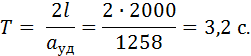 T = 2l / a_уд = 2 · 2000 / 1258 = 3,2 с.